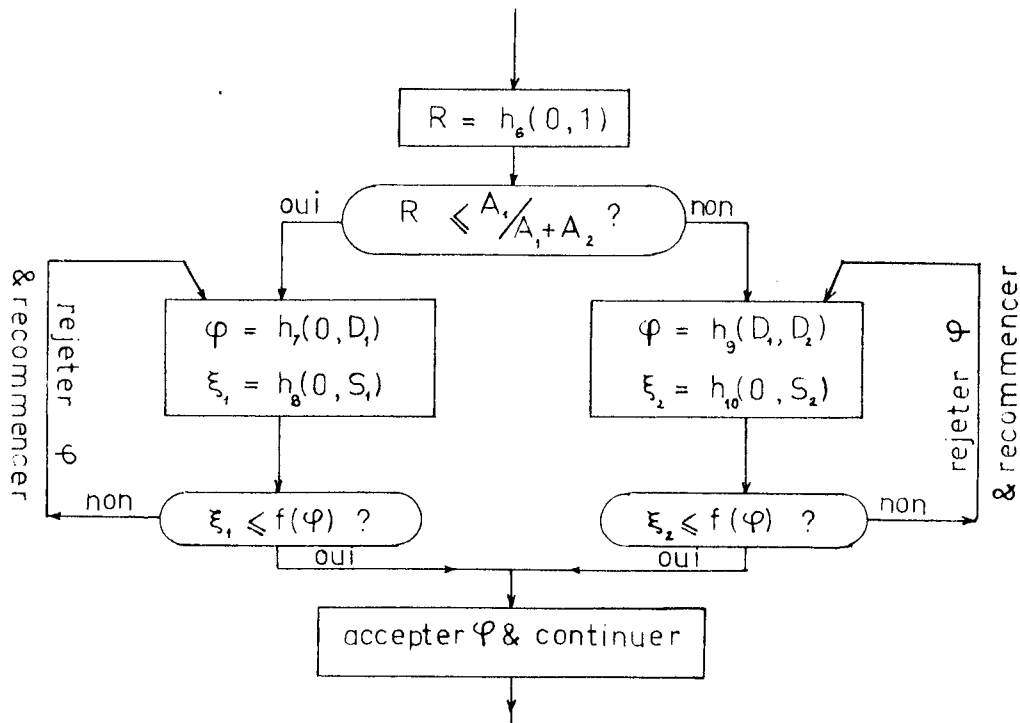 R = h₆(0,1)
R ⩽ A₁/A₁+A₂ ?
oui
non
φ = h₇(0,D₁)
ξ₁ = h₈(0,S₁)
φ = h₉(D₁,D₂)
ξ₂ = h₁₀(0,S₂)
rejeter φ
& recommencer
rejeter φ
& recommencer
ξ₁ ⩽ f(φ) ?
non
oui
ξ₂ ⩽ f(φ) ?
non
oui
accepter φ & continuer